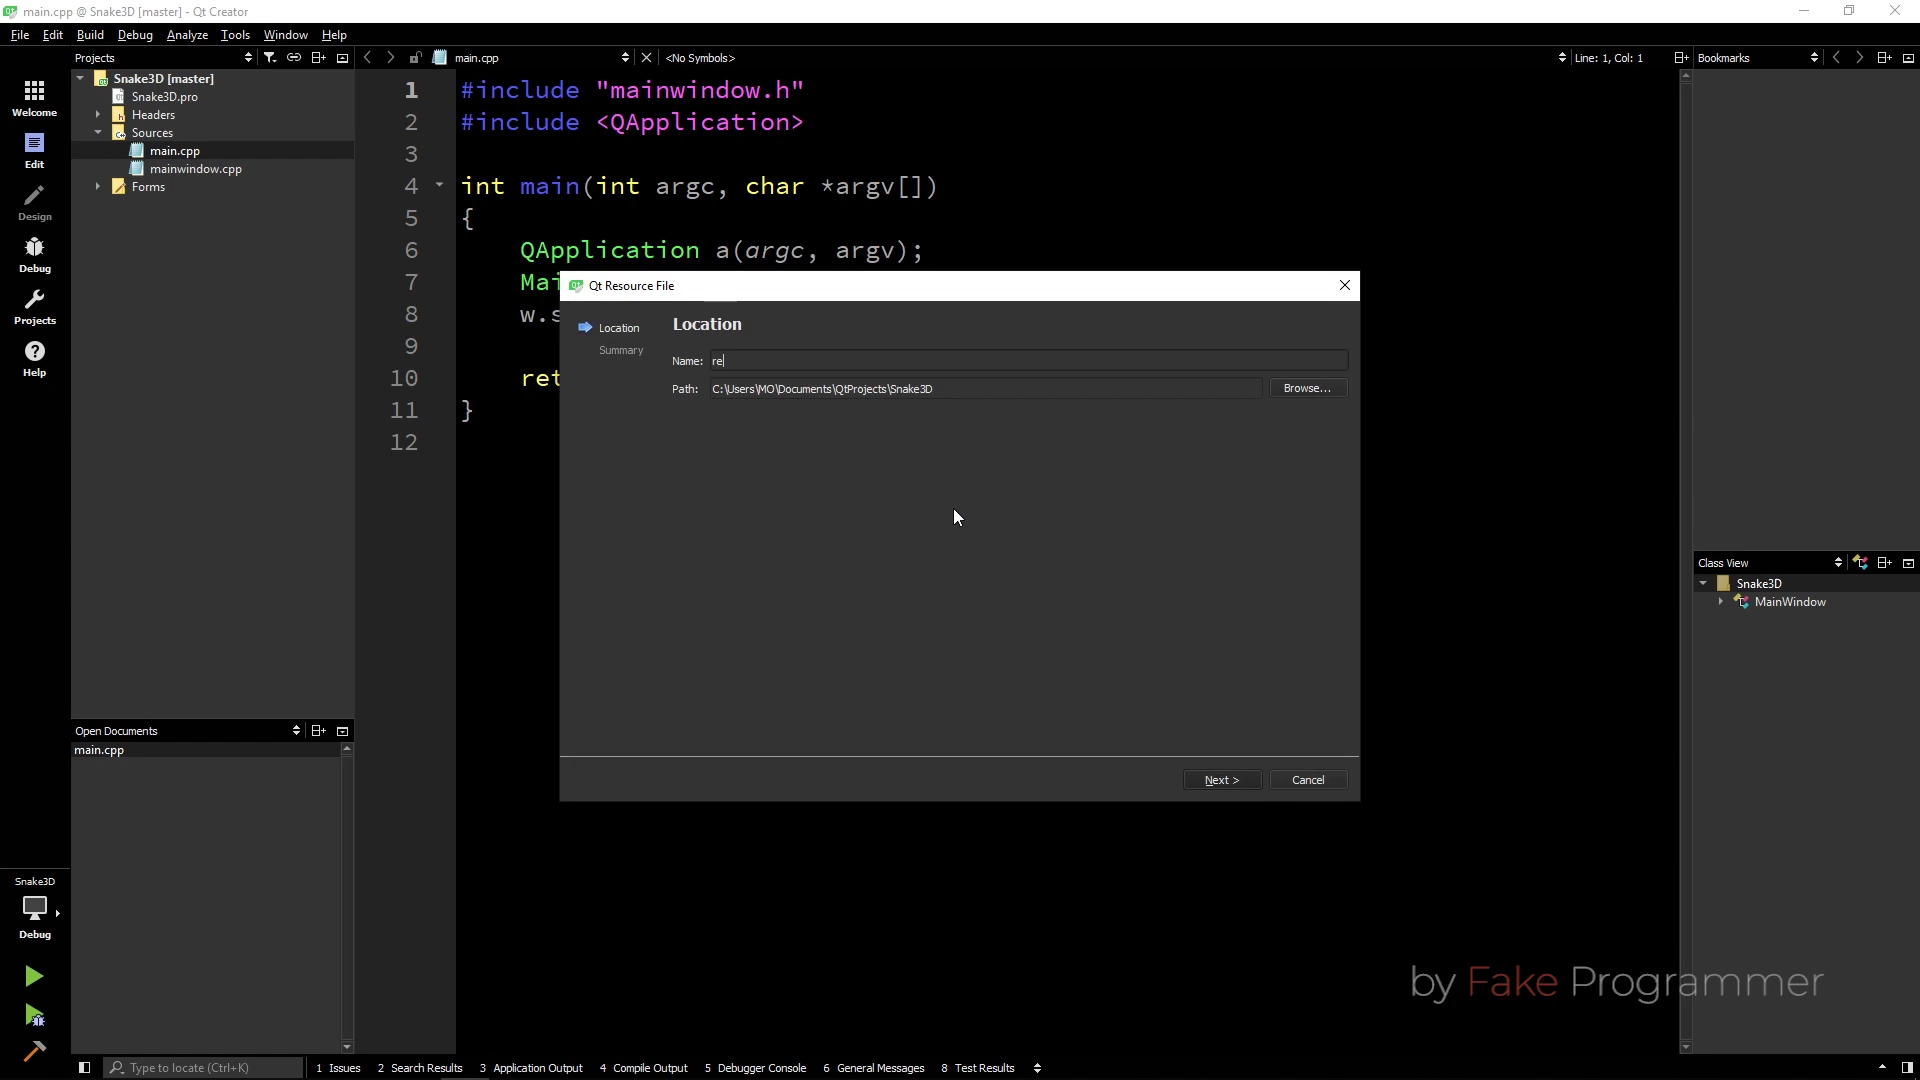 main.cpp @ Snake3D [master] - Qt Creator
File Edit Build Debug Analyze Tools Window Help
Projects
main.cpp
<No Symbols>
Line: 1, Col: 1
Bookmarks
Welcome
Edit
Design
Debug
Projects
Help
Snake3D [master]
Snake3D.pro
Headers
Sources
main.cpp
mainwindow.cpp
Forms
1 #include "mainwindow.h"
2 #include <QApplication>
3
4 int main(int argc, char *argv[])
5 {
6 QApplication a(argc, argv);
7 Mai
8 w.s
9
10 ret
11 }
12
Qt Resource File
Location
Summary
Location
Name: re
Path: C:\Users\MO\Documents\QtProjects\Snake3D
Browse...
Next >
Cancel
Class View
Snake3D
MainWindow
Open Documents
main.cpp
Snake3D
Debug
by Fake Programmer
Type to locate (Ctrl+K)
1 Issues 2 Search Results 3 Application Output 4 Compile Output 5 Debugger Console 6 General Messages 8 Test Results